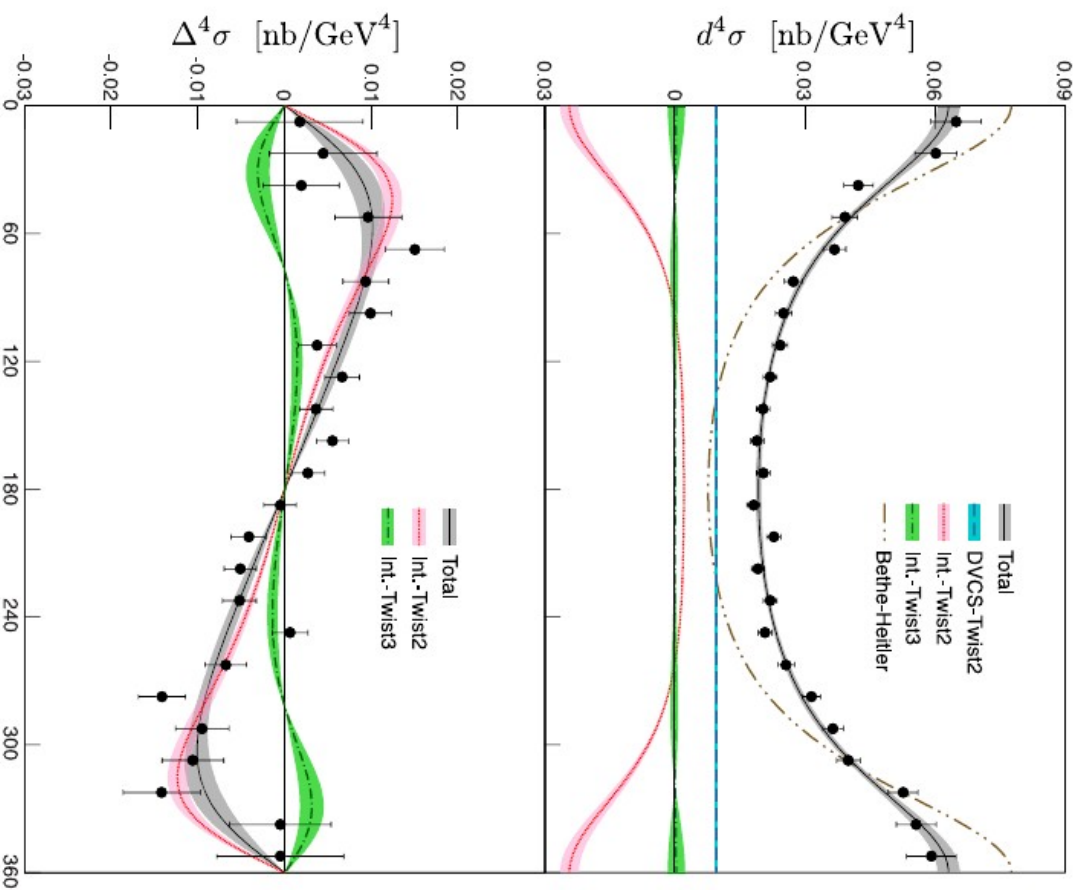 Δ⁴σ [nb/GeV⁴]
d⁴σ [nb/GeV⁴]
-0.03
-0.02
-0.01
0
0.01
0.02
0.03
0
0.03
0.06
0.09
0
60
120
180
240
300
360
Total
DVCS-Twist2
Int.-Twist2
Int.-Twist3
Bethe-Heitler
Total
Int.-Twist2
Int.-Twist3